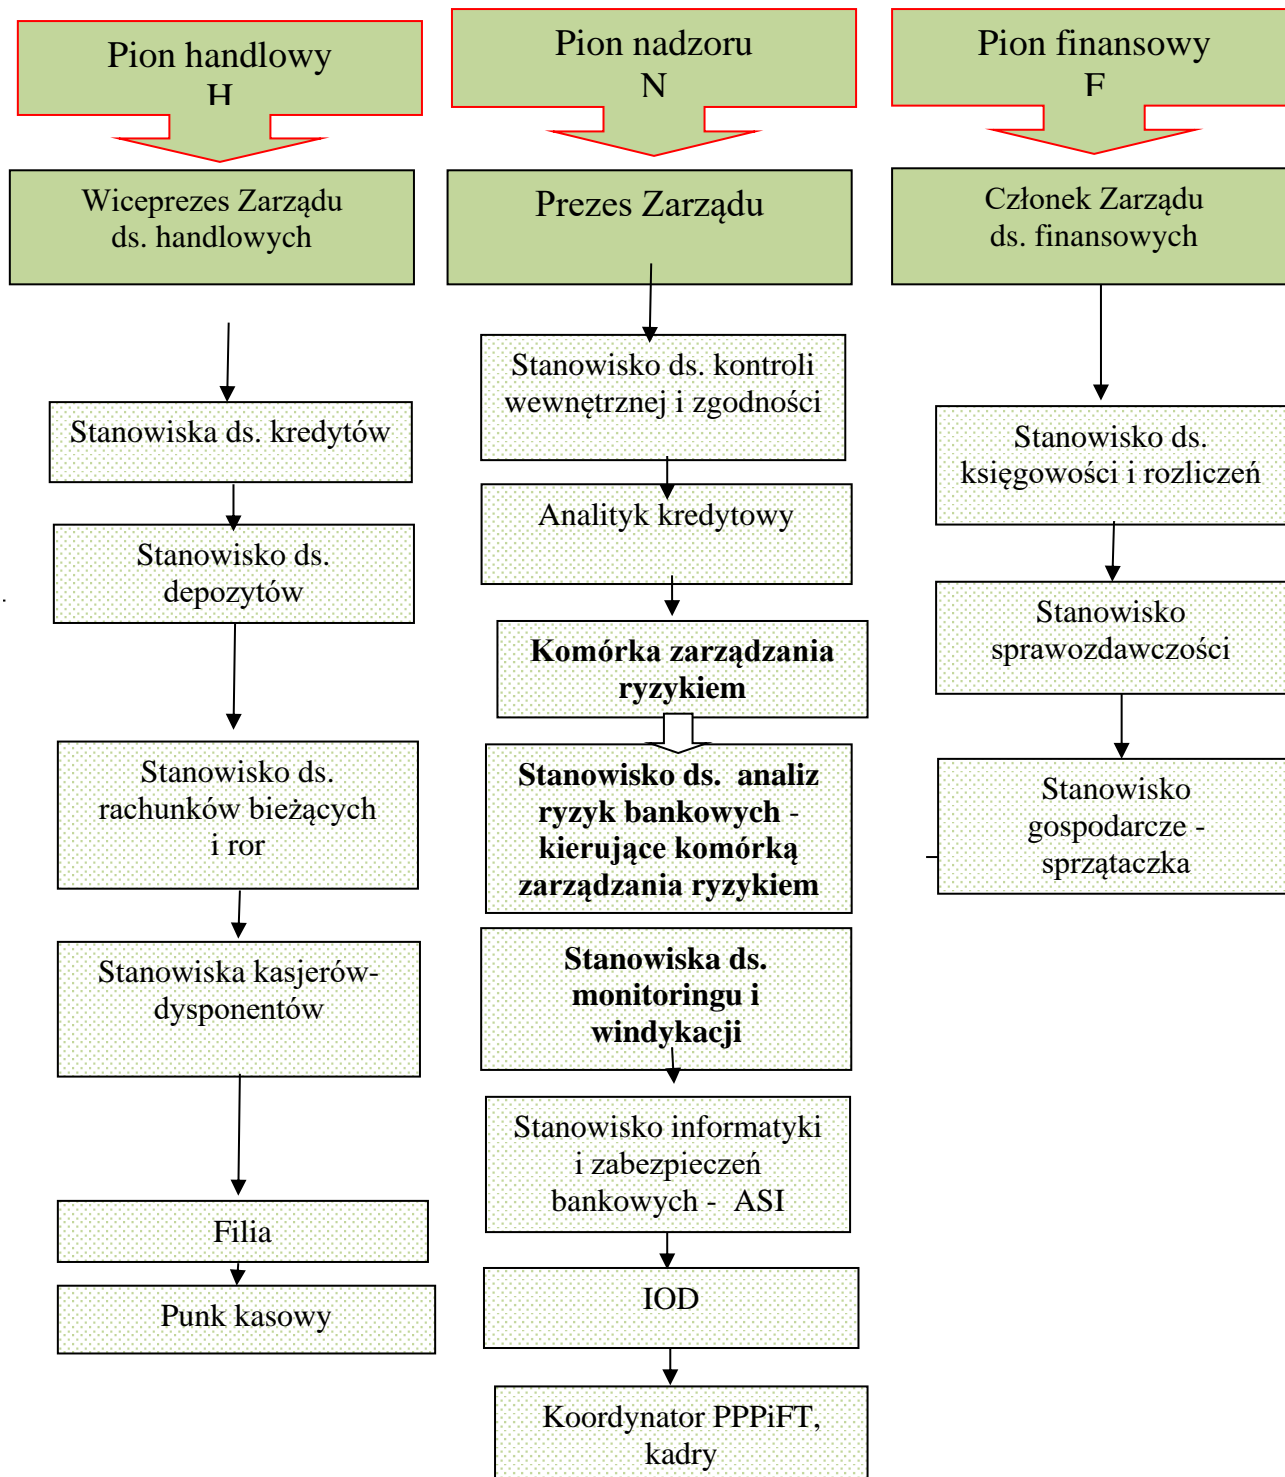 Pion handlowy
H
Wiceprezes Zarządu
ds. handlowych
Stanowiska ds. kredytów
Stanowisko ds.
depozytów
Stanowisko ds.
rachunków bieżących
i ror
Stanowiska kasjerów-
dysponentów
Filia
Punk kasowy
Pion nadzoru
N
Prezes Zarządu
Stanowisko ds. kontroli
wewnętrznej i zgodności
Analityk kredytowy
Komórka zarządzania
ryzykiem
Stanowisko ds. analiz
ryzyk bankowych -
kierujące komórką
zarządzania ryzykiem
Stanowiska ds.
monitoringu i
windykacji
Stanowisko informatyki
i zabezpieczeń
bankowych - ASI
IOD
Koordynator PPPiFT,
kadry
Pion finansowy
F
Członek Zarządu
ds. finansowych
Stanowisko ds.
księgowości i rozliczeń
Stanowisko
sprawozdawczości
Stanowisko
gospodarcze -
sprzątaczka